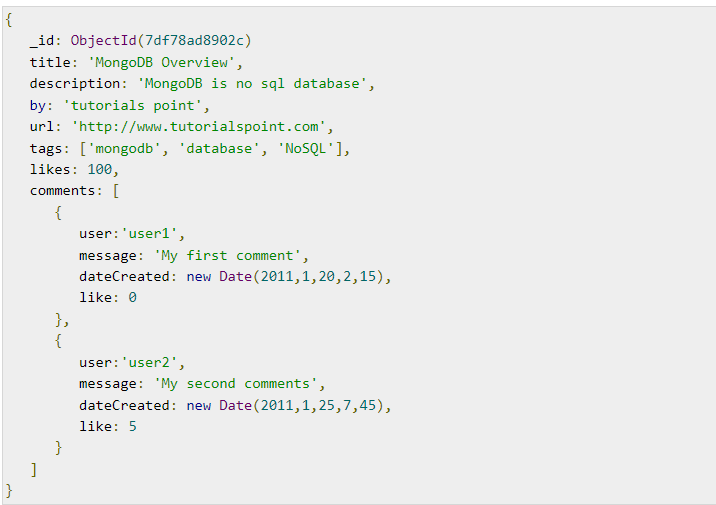 {
   _id: ObjectId(7df78ad8902c)
   title: 'MongoDB Overview',
   description: 'MongoDB is no sql database',
   by: 'tutorials point',
   url: 'http://www.tutorialspoint.com',
   tags: ['mongodb', 'database', 'NoSQL'],
   likes: 100,
   comments: [
      {
         user:'user1',
         message: 'My first comment',
         dateCreated: new Date(2011,1,20,2,15),
         like: 0
      },
      {
         user:'user2',
         message: 'My second comments',
         dateCreated: new Date(2011,1,25,7,45),
         like: 5
      }
   ]
}